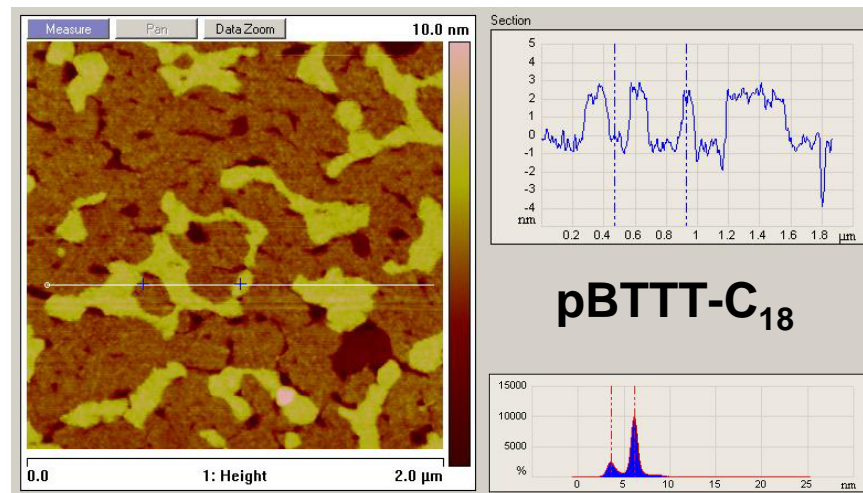 Measure Pan Data Zoom 10.0 nm
0.0 1: Height 2.0 µm
Section
5
4
3
2
1
0
-1
-2
-3
-4
nm
0.2 0.4 0.6 0.8 1 1.2 1.4 1.6 1.8 µm
pBTTT-C₁₈
15000
10000
5000
%
0 5 10 15 20 25 nm